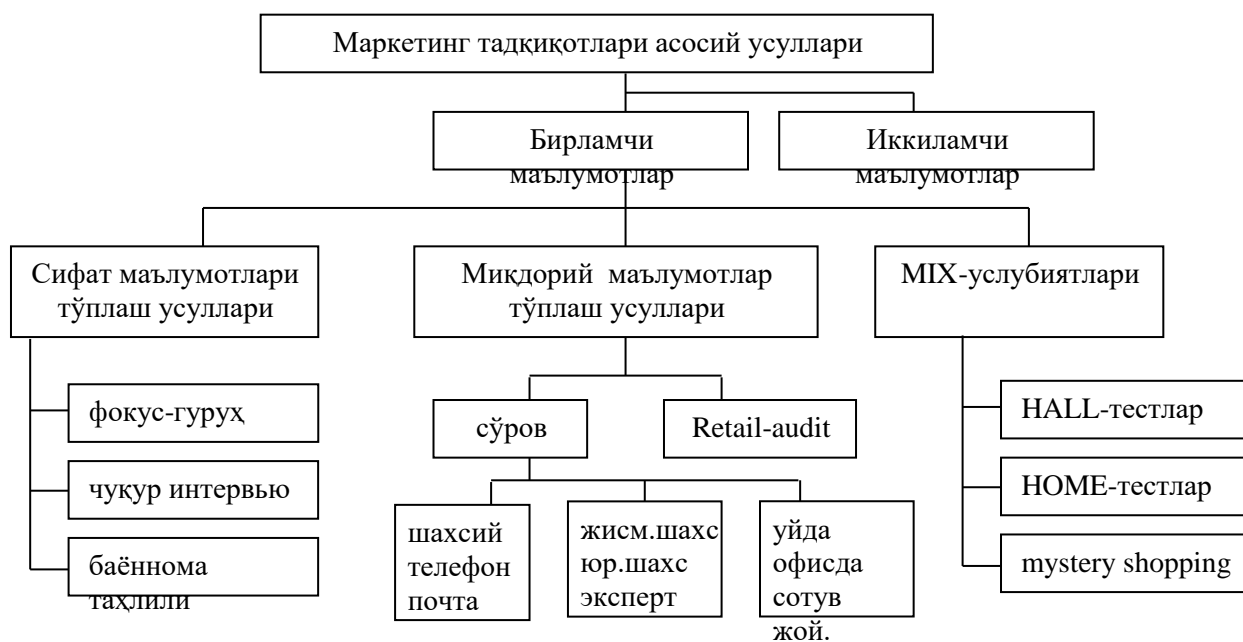 Маркетинг тадқиқотлари асосий усуллари
Бирламчи
маълумотлар
Иккиламчи
маълумотлар
Сифат маълумотлари
тўплаш усуллари
Миқдорий маълумотлар
тўплаш усуллари
MIX-услубиятлари
фокус-гуруҳ
чуқур интервью
баённома
таҳлили
сўров
Retail-audit
шахсий
телефон
почта
жисм.шахс
юр.шахс
эксперт
уйда
офисда
сотув
жой.
HALL-тестлар
HOME-тестлар
mystery shopping